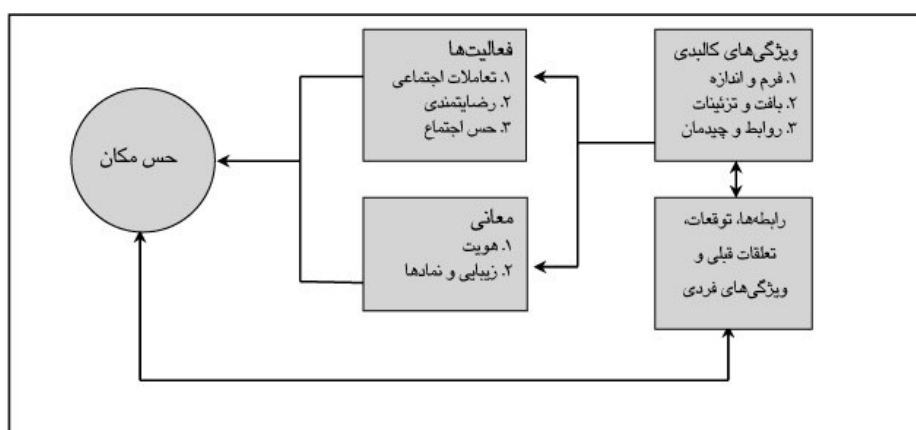 ویژگی‌های کالبدی
۱. فرم و اندازه
۲. بافت و تزئینات
۳. روابط و چیدمان
رابطه‌ها، توقعات،
تعلقات قبلی و
ویژگی‌های فردی
فعالیت‌ها
۱. تعاملات اجتماعی
۲. رضایتمندی
۳. حس اجتماع
معانی
۱. هویت
۲. زیبایی و نمادها
حس مکان